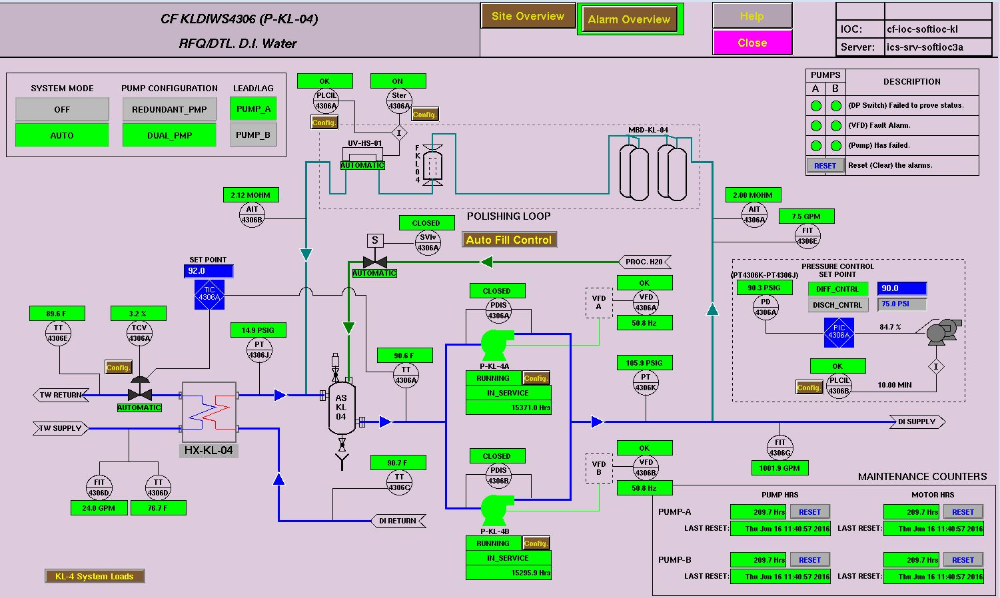 CF KLDIWS4306 (P-KL-04)
RFQ/DTL. D.I. Water
Site Overview
Alarm Overview
Help
Close
IOC: cf-ioc-softioc-kl
Server: ics-srv-softioc3a
SYSTEM MODE
OFF
AUTO
PUMP CONFIGURATION
REDUNDANT_PMP
DUAL_PMP
LEAD/LAG
PUMP_A
PUMP_B
OK
PLCIL
4306A
Config.
ON
Ster
4306A
Config.
I
UV-HS-01
AUTOMATIC
F
K
L
0
4
MBD-KL-04
PUMPS
A B
DESCRIPTION
(DP Switch) Failed to prove status.
(VFD) Fault Alarm.
(Pump) Has failed.
RESET
Reset (Clear) the alarms.
2.12 MOHM
AIT
4306B
POLISHING LOOP
2.00 MOHM
AIT
4306A
7.5 GPM
FIT
4306E
CLOSED
SVlv
4306A
S
AUTOMATIC
Auto Fill Control
PROC. H2O
SET POINT
92.0
TIC
4306A
89.6 F
TT
4306E
3.2 %
TCV
4306A
Config.
AUTOMATIC
14.9 PSIG
PT
4306J
TW RETURN
TW SUPPLY
HX-KL-04
FIT
4306D
24.0 GPM
TT
4306D
76.7 F
AS
KL
04
90.6 F
TT
4306A
90.7 F
TT
4306C
DI RETURN
CLOSED
PDIS
4306A
P-KL-4A
RUNNING
Config.
IN_SERVICE
15371.0 Hrs
VFD
A
OK
VFD
4306A
50.8 Hz
105.9 PSIG
PT
4306K
CLOSED
PDIS
4306B
P-KL-4B
RUNNING
Config.
IN_SERVICE
15295.9 Hrs
VFD
B
OK
VFD
4306B
50.8 Hz
PRESSURE CONTROL
SET POINT
(PT4306K-PT4306J)
90.3 PSIG
PD
4306A
DIFF_CNTRL
90.0
DISCH_CNTRL
75.0 PSI
PIC
4306A
84.7 %
I
OK
PLCIL
4306B
Config.
10.00 MIN
DI SUPPLY
FIT
4306G
1001.9 GPM
MAINTENANCE COUNTERS
PUMP HRS
MOTOR HRS
PUMP-A
209.7 Hrs
RESET
209.7 Hrs
RESET
LAST RESET: Thu Jun 16 11:40:57 2016
LAST RESET: Thu Jun 16 11:40:57 2016
PUMP-B
209.7 Hrs
RESET
209.7 Hrs
RESET
LAST RESET: Thu Jun 16 11:40:57 2016
LAST RESET: Thu Jun 16 11:40:57 2016
KL-4 System Loads